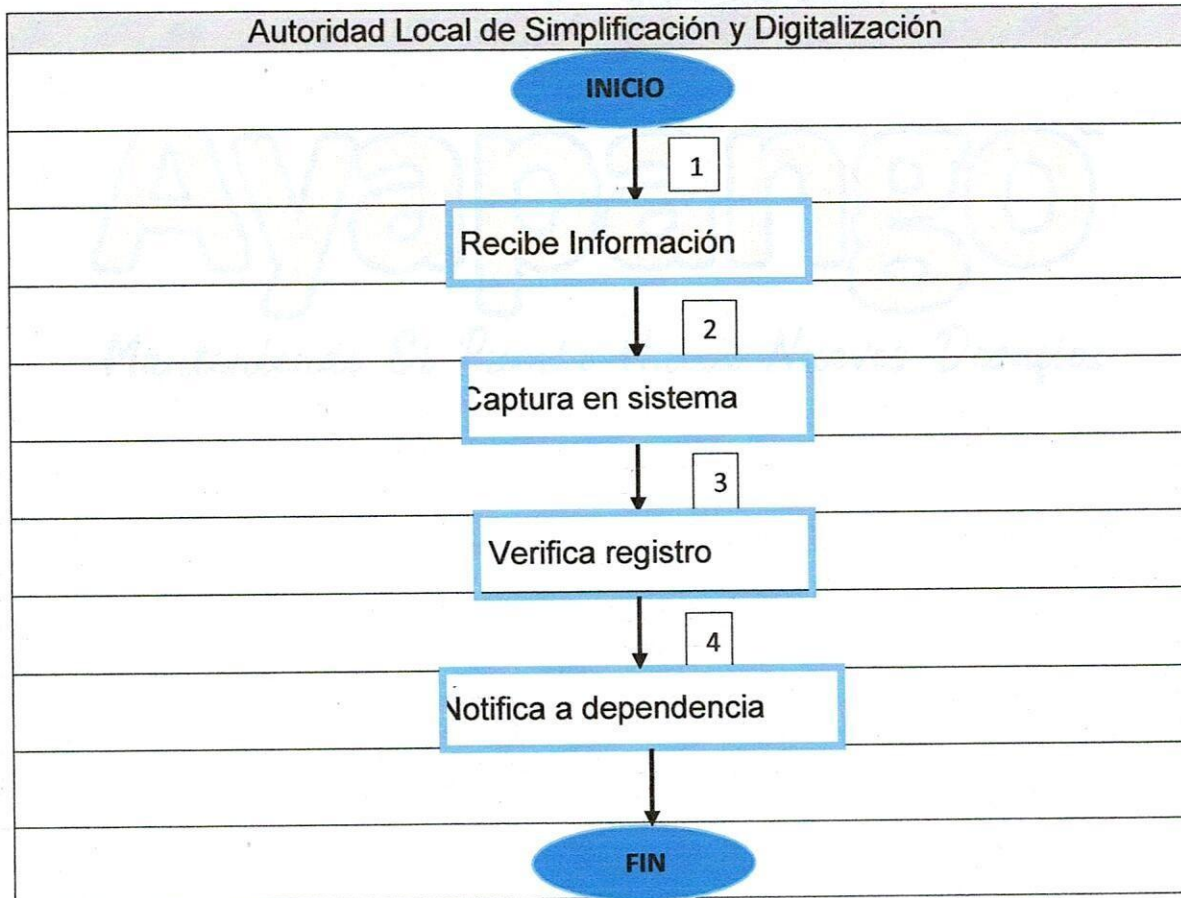 Autoridad Local de Simplificación y Digitalización
INICIO
1
Recibe Información
2
Captura en sistema
3
Verifica registro
4
Notifica a dependencia
FIN
Ayapango